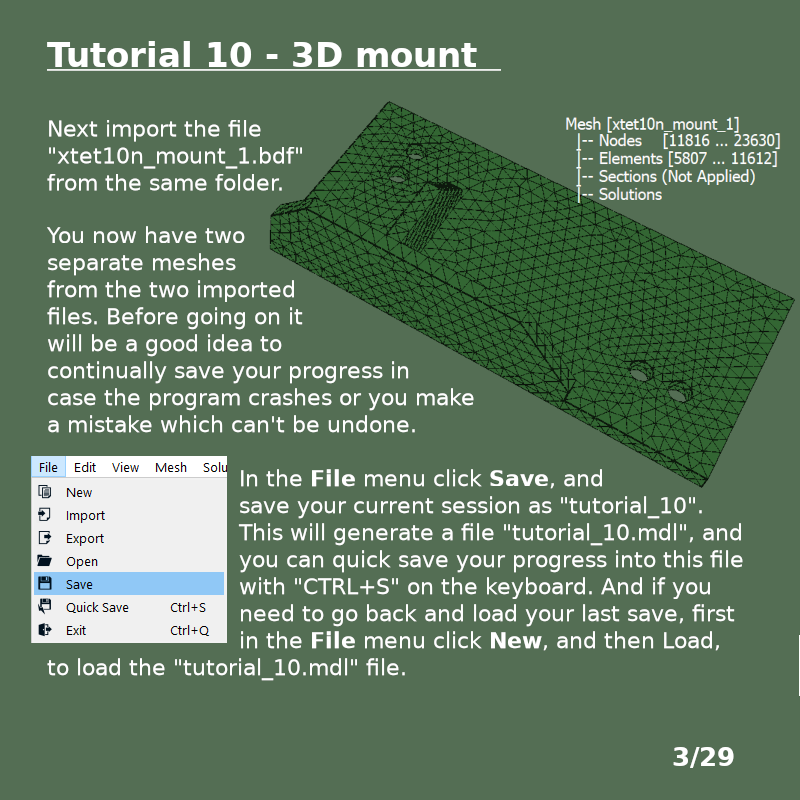 Tutorial 10 - 3D mount
Next import the file
"xtet10n_mount_1.bdf"
from the same folder.
Mesh [xtet10n_mount_1]
|-- Nodes [11816 ... 23630]
|-- Elements [5807 ... 11612]
|-- Sections (Not Applied)
|-- Solutions
You now have two
separate meshes
from the two imported
files. Before going on it
will be a good idea to
continually save your progress in
case the program crashes or you make
a mistake which can't be undone.
File Edit View Mesh Solu
New
Import
Export
Open
Save
Quick Save Ctrl+S
Exit Ctrl+Q
In the File menu click Save, and
save your current session as "tutorial_10".
This will generate a file "tutorial_10.mdl", and
you can quick save your progress into this file
with "CTRL+S" on the keyboard. And if you
need to go back and load your last save, first
in the File menu click New, and then Load,
to load the "tutorial_10.mdl" file.
3/29